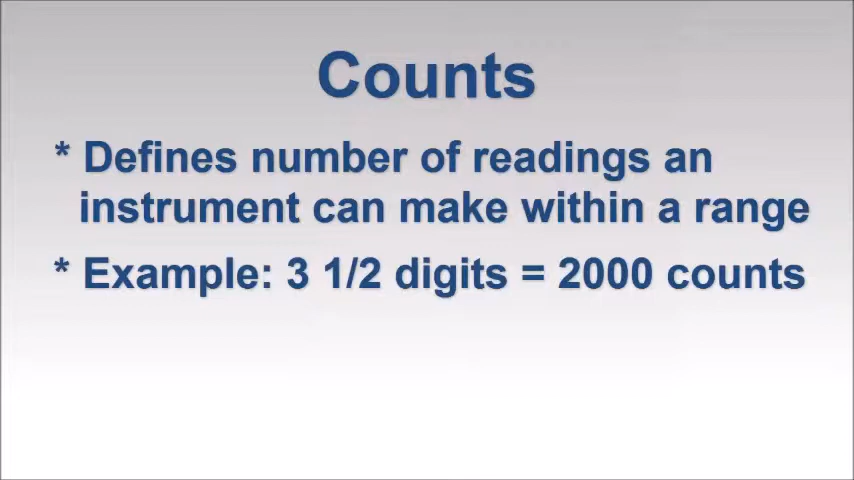 Counts
* Defines number of readings an
instrument can make within a range
* Example: 3 1/2 digits = 2000 counts